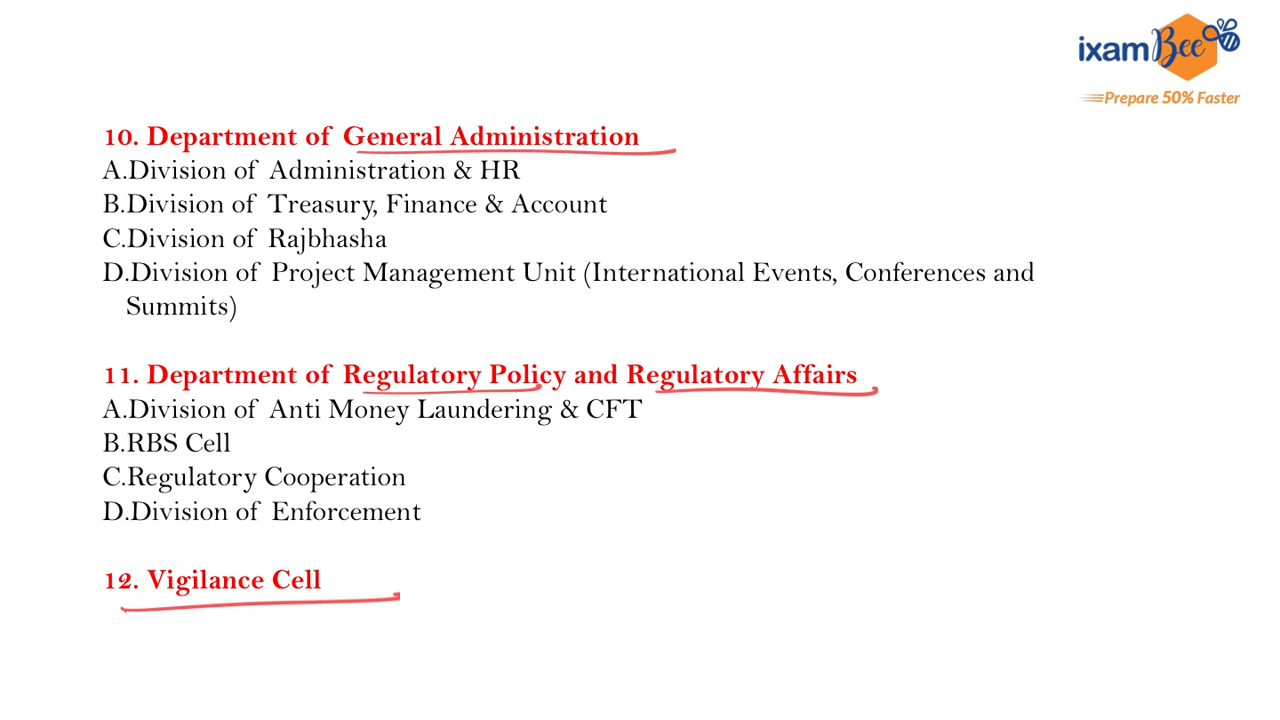 ixamBee
Prepare 50% Faster
10. Department of General Administration
A.Division of Administration & HR
B.Division of Treasury, Finance & Account
C.Division of Rajbhasha
D.Division of Project Management Unit (International Events, Conferences and
Summits)
11. Department of Regulatory Policy and Regulatory Affairs
A.Division of Anti Money Laundering & CFT
B.RBS Cell
C.Regulatory Cooperation
D.Division of Enforcement
12. Vigilance Cell